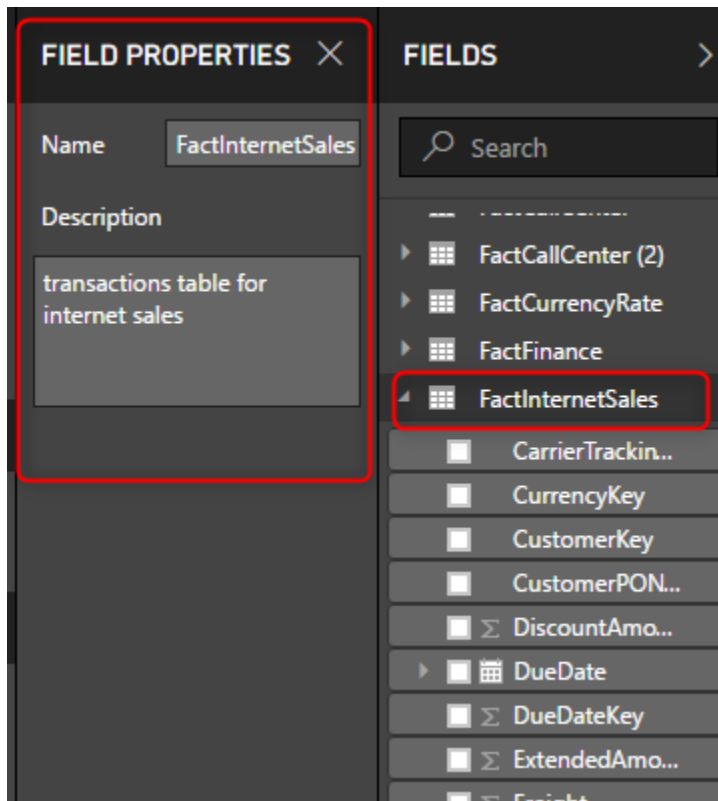 FIELD PROPERTIES
Name FactInternetSales
Description
transactions table for
internet sales
FIELDS
Search
FactCallCenter (2)
FactCurrencyRate
FactFinance
FactInternetSales
CarrierTrackin...
CurrencyKey
CustomerKey
CustomerPON...
DiscountAmo...
DueDate
DueDateKey
ExtendedAmo...